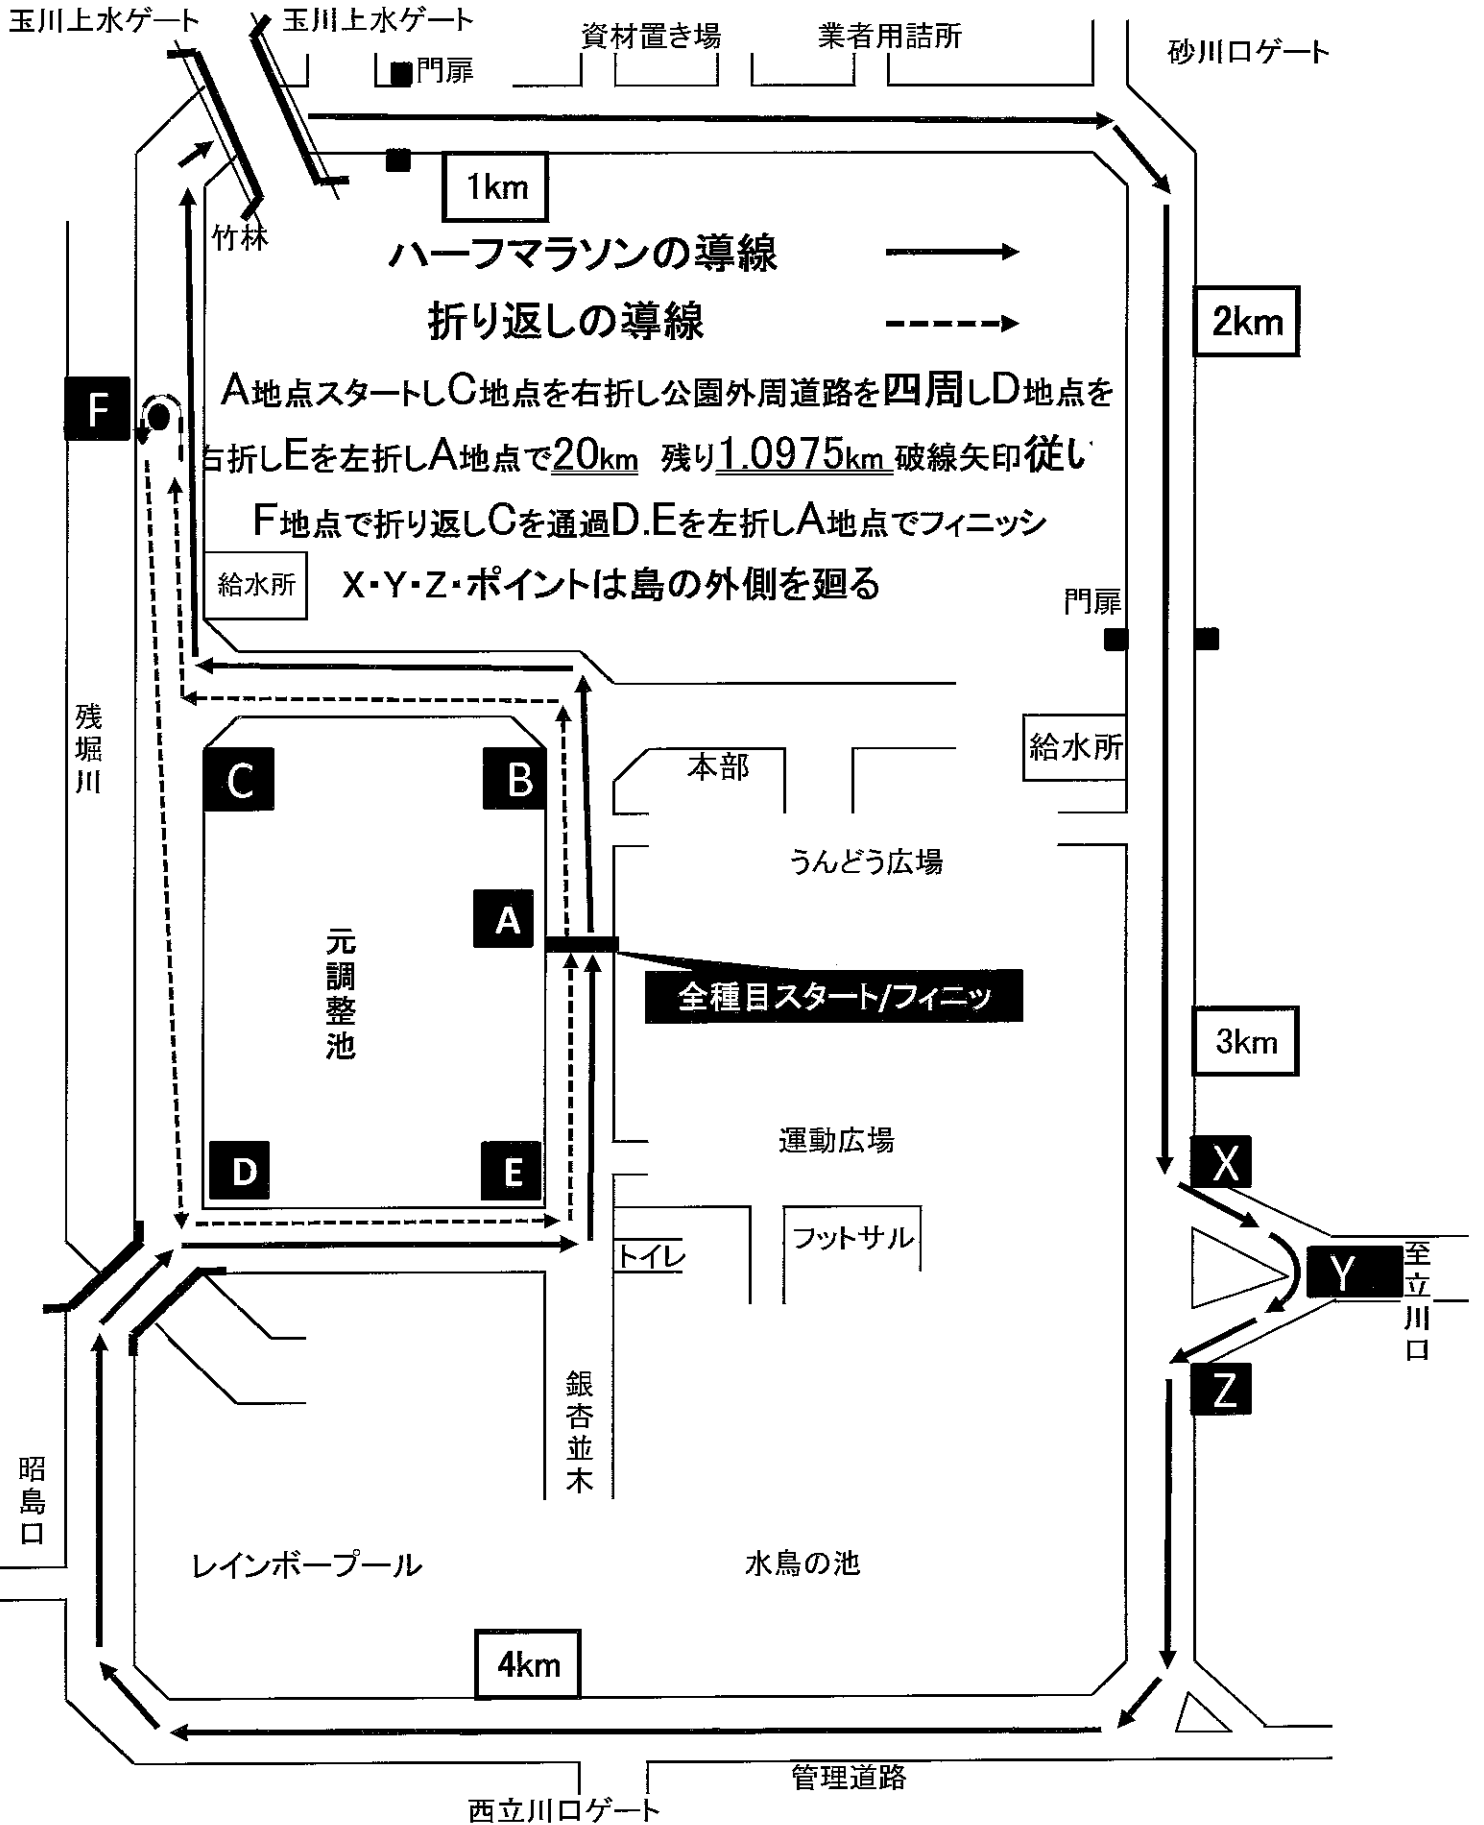 玉川上水ゲート
玉川上水ゲート
資材置き場
業者用詰所
砂川口ゲート
門扉
1km
竹林
ハーフマラソンの導線
2km
折り返しの導線
A地点スタートしC地点を右折し公園外周道路を四周しD地点を
F
右折しEを左折しA地点で20km 残り1.0975km破線矢印従い
F地点で折り返しCを通過D.Eを左折しA地点でフィニッシ
給水所
X・Y・Z・ポイントは島の外側を廻る
門扉
残堀川
給水所
本部
C
B
うんどう広場
A
元調整池
全種目スタート/フィニッ
3km
運動広場
X
D
E
フットサル
トイレ
Y
至立川口
Z
銀杏並木
昭島口
レインボープール
水鳥の池
4km
管理道路
西立川口ゲート